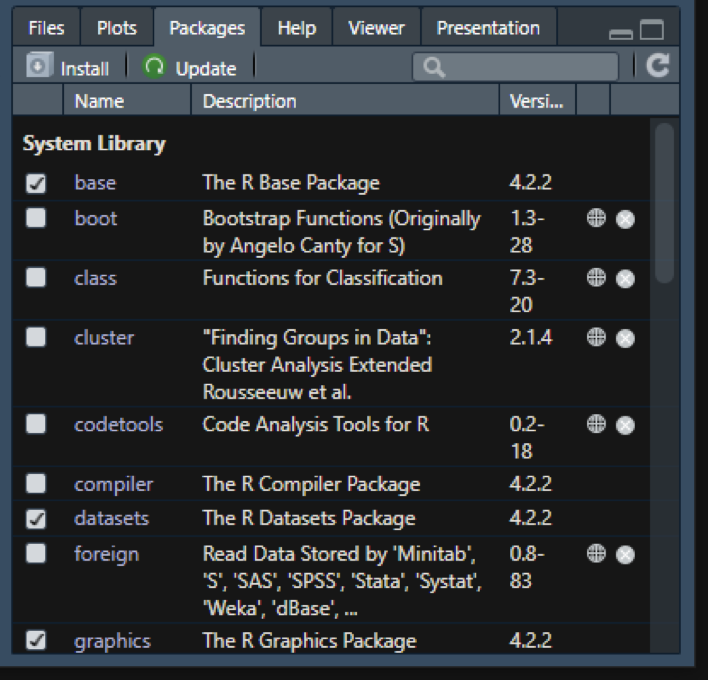 Files Plots Packages Help Viewer Presentation
Install Update
Name Description Versi...
System Library
base The R Base Package 4.2.2
boot Bootstrap Functions (Originally 1.3-
by Angelo Canty for S) 28
class Functions for Classification 7.3-
20
cluster "Finding Groups in Data": 2.1.4
Cluster Analysis Extended
Rousseeuw et al.
codetools Code Analysis Tools for R 0.2-
18
compiler The R Compiler Package 4.2.2
datasets The R Datasets Package 4.2.2
foreign Read Data Stored by 'Minitab', 0.8-
'S', 'SAS', 'SPSS', 'Stata', 'Systat', 83
'Weka', 'dBase', ...
graphics The R Graphics Package 4.2.2